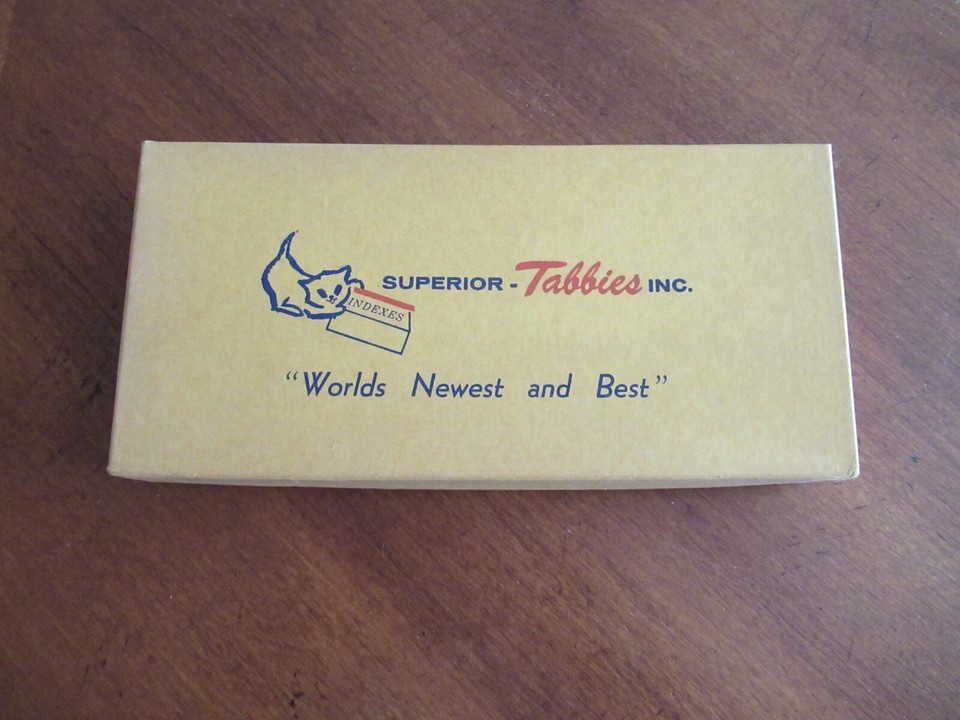 SUPERIOR - Tabbies INC.
INDEXES
“Worlds Newest and Best”